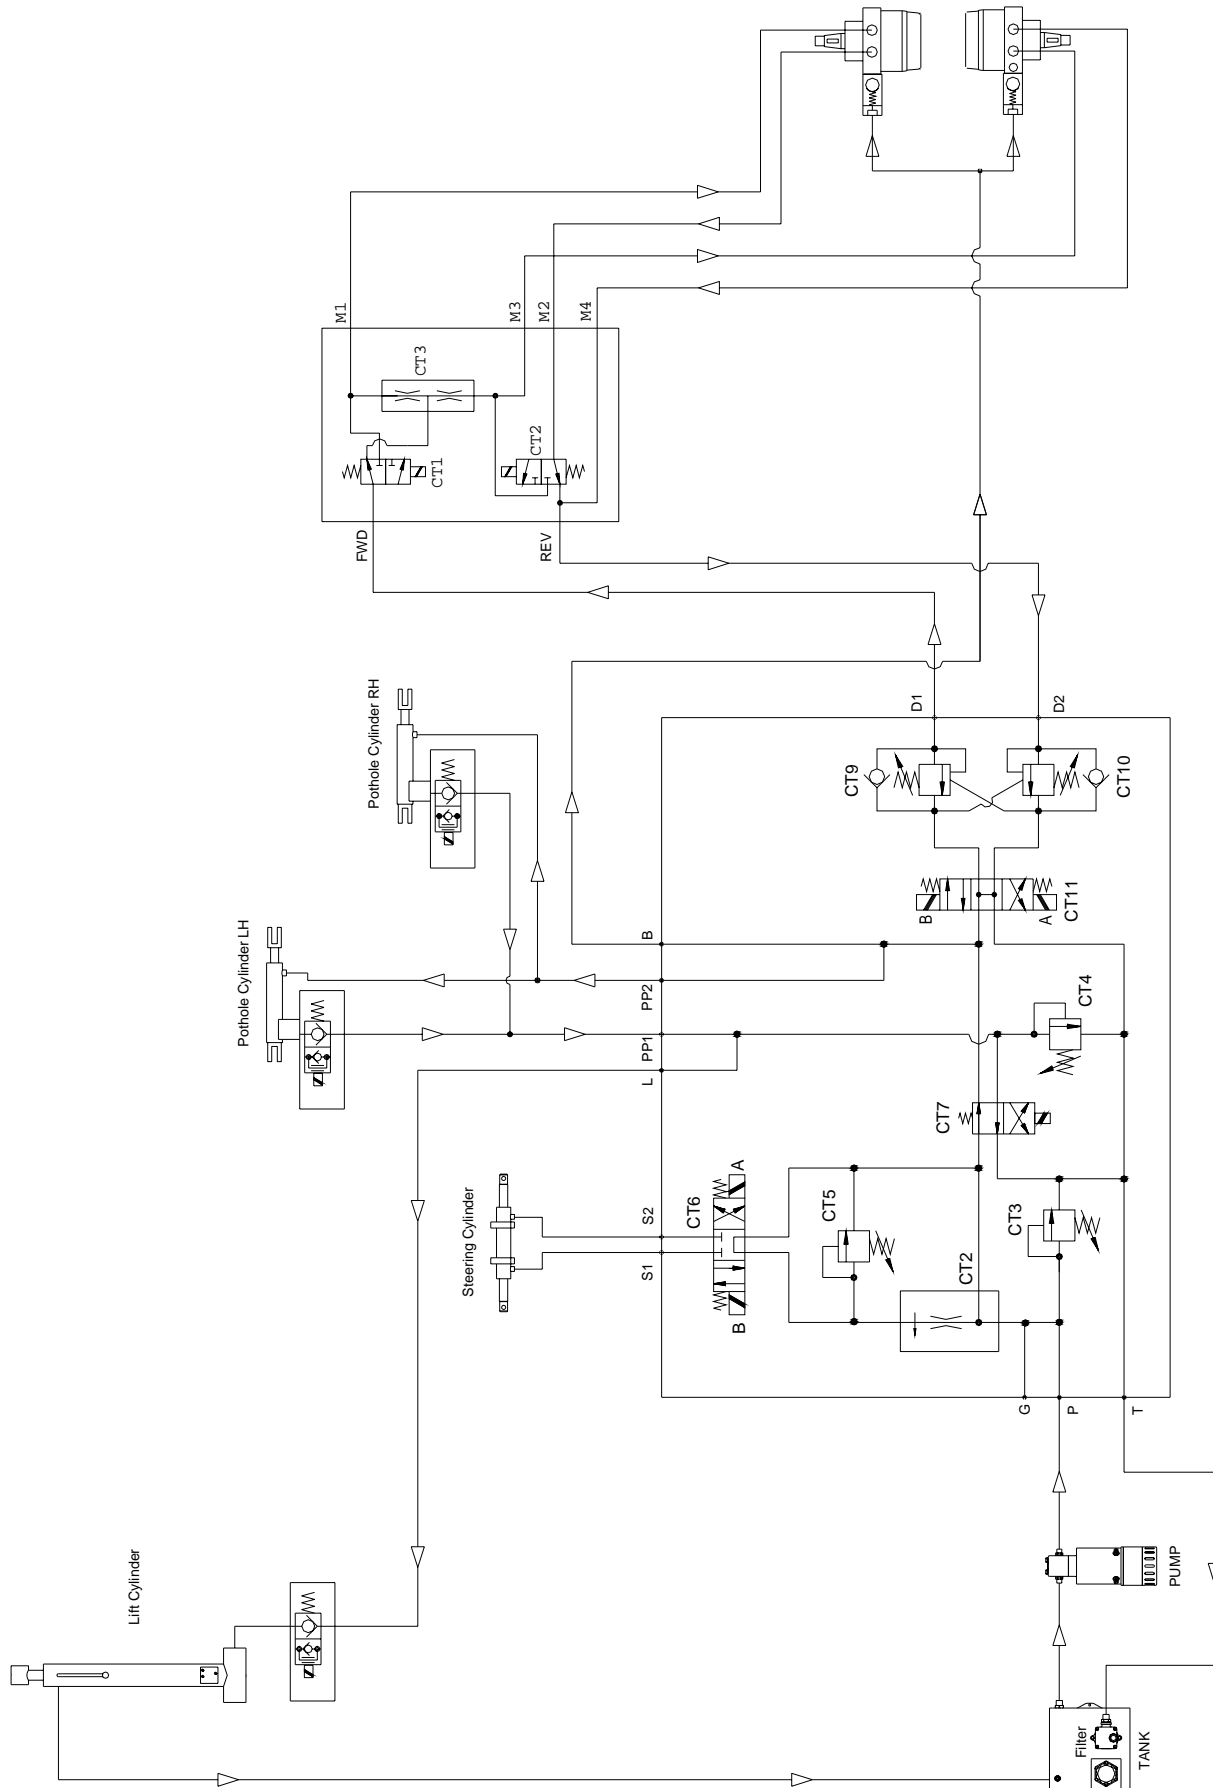 M1
M3
M2
M4
CT3
CT2
CT1
FWD
REV
Pothole Cylinder RH
D1
D2
CT9
CT10
Pothole Cylinder LH
B
A
CT11
B
PP2
PP1
L
CT4
CT7
Steering Cylinder
S2
S1
CT6
A
B
CT5
CT3
CT2
G
P
T
Lift Cylinder
PUMP
Filter
TANK